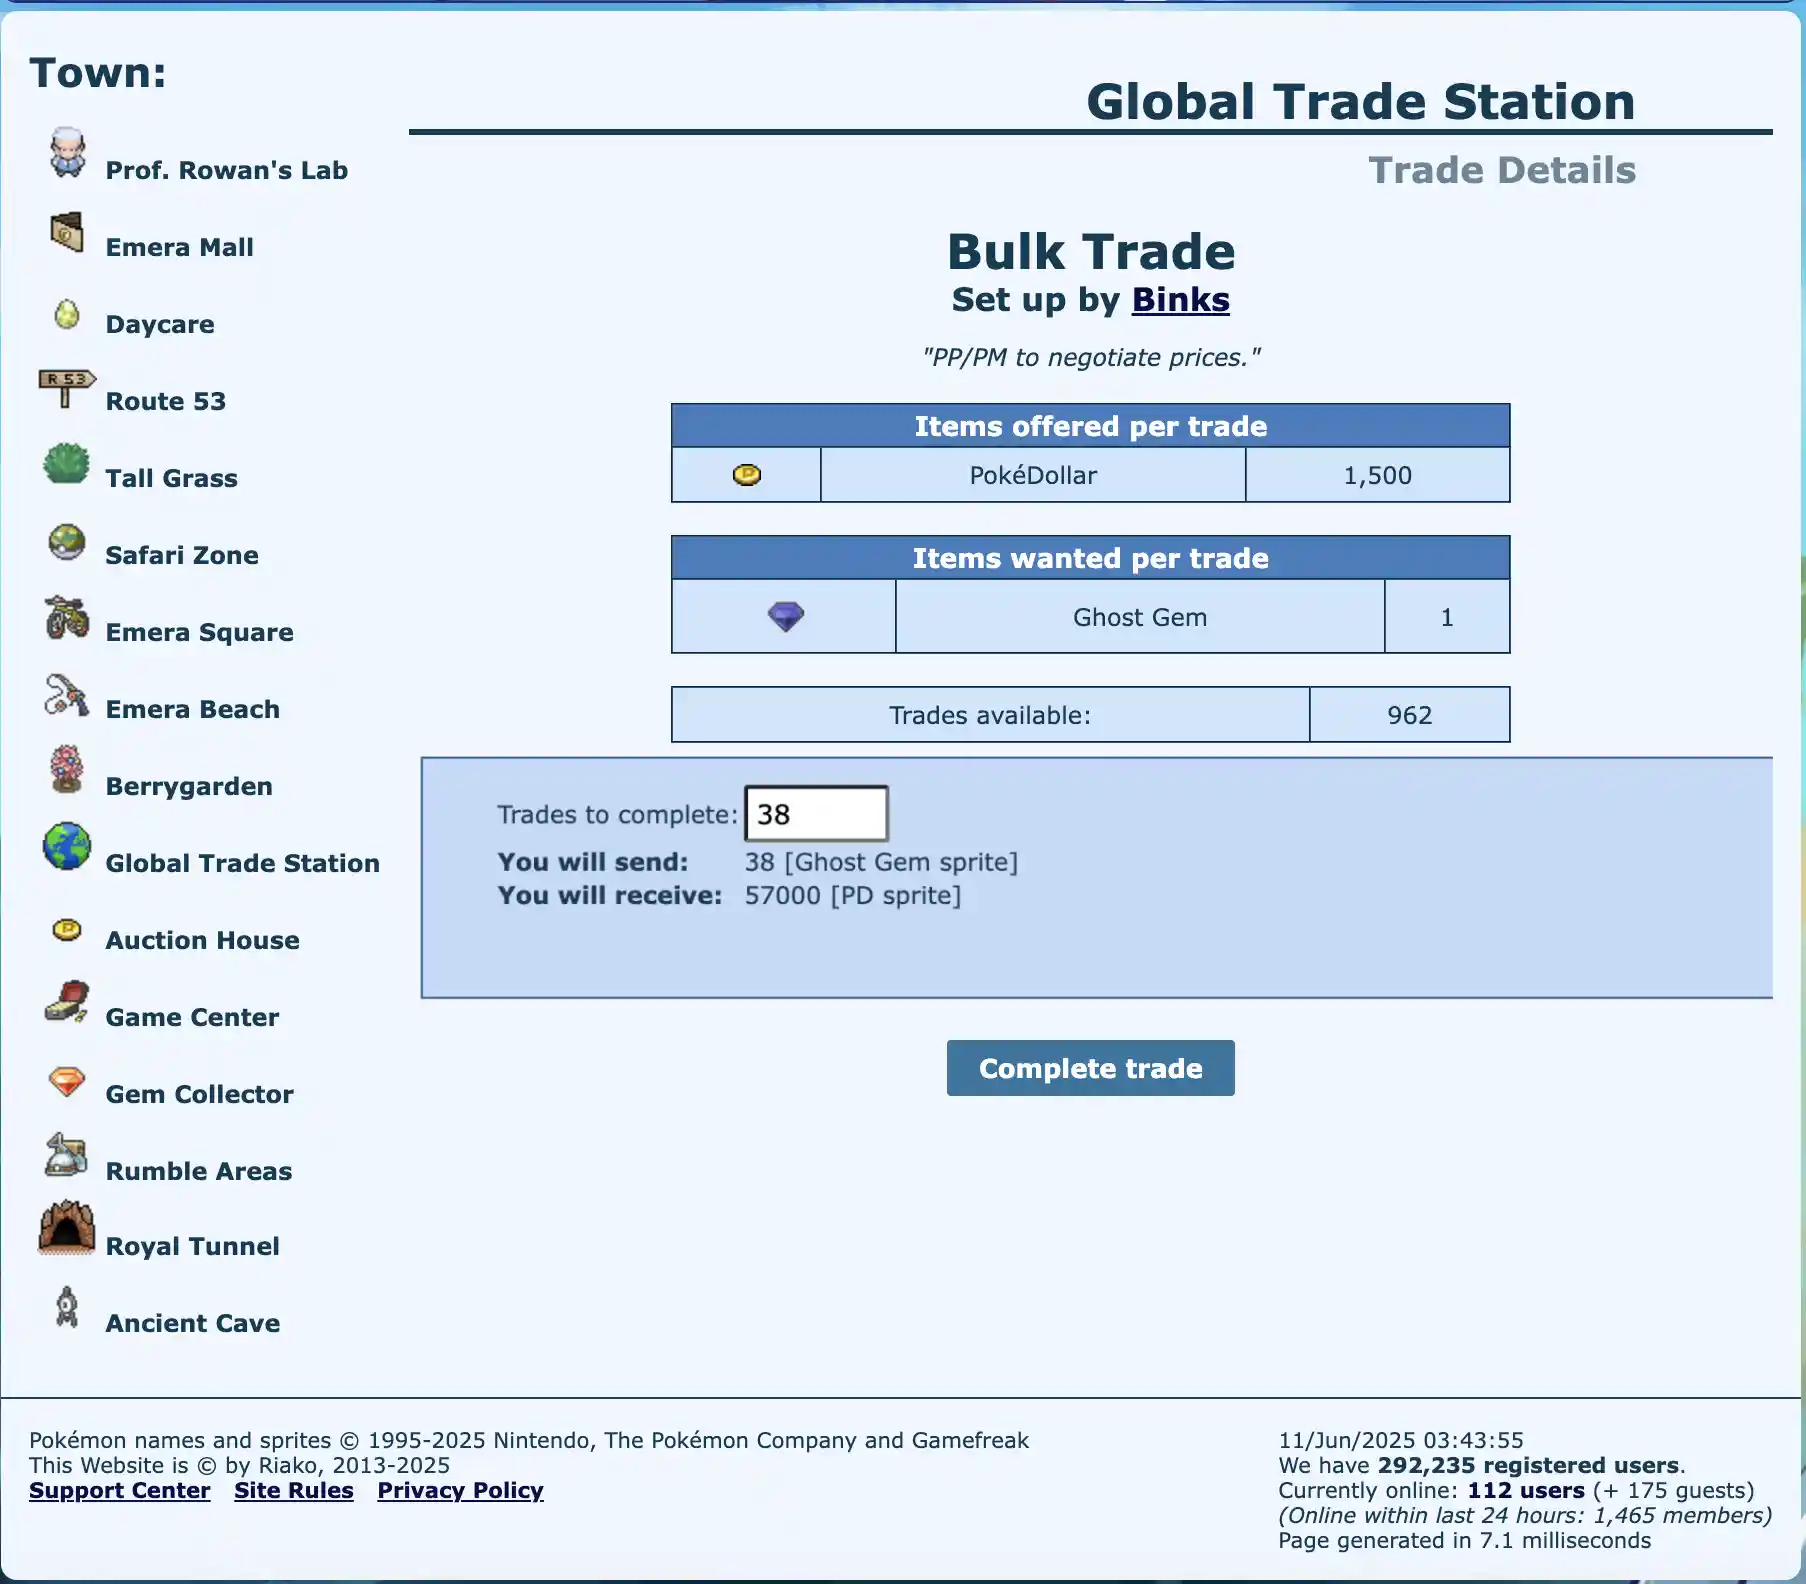 Town:
Prof. Rowan's Lab
Emera Mall
Daycare
R 53
Route 53
Tall Grass
Safari Zone
Emera Square
Emera Beach
Berrygarden
Global Trade Station
Auction House
Game Center
Gem Collector
Rumble Areas
Royal Tunnel
Ancient Cave
Global Trade Station
Trade Details
Bulk Trade
Set up by Binks
"PP/PM to negotiate prices."
Items offered per trade
P PokéDollar 1,500
Items wanted per trade
Ghost Gem 1
Trades available: 962
Trades to complete: 38
You will send: 38 [Ghost Gem sprite]
You will receive: 57000 [PD sprite]
Complete trade
Pokémon names and sprites © 1995-2025 Nintendo, The Pokémon Company and Gamefreak
This Website is © by Riako, 2013-2025
Support Center Site Rules Privacy Policy
11/Jun/2025 03:43:55
We have 292,235 registered users.
Currently online: 112 users (+ 175 guests)
(Online within last 24 hours: 1,465 members)
Page generated in 7.1 milliseconds